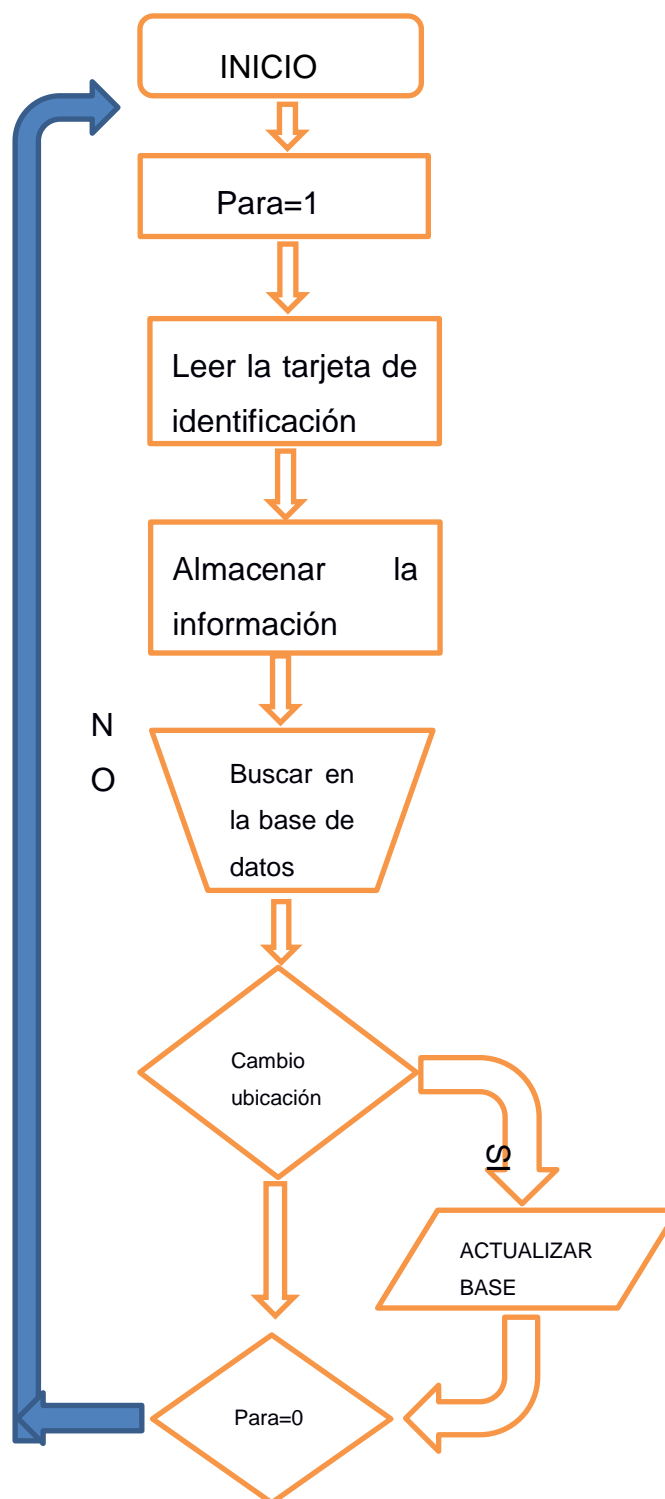 INICIO
Para=1
Leer la tarjeta de
identificación
Almacenar la
información
N
O
Buscar en
la base de
datos
Cambio
ubicación
SI
ACTUALIZAR
BASE
Para=0